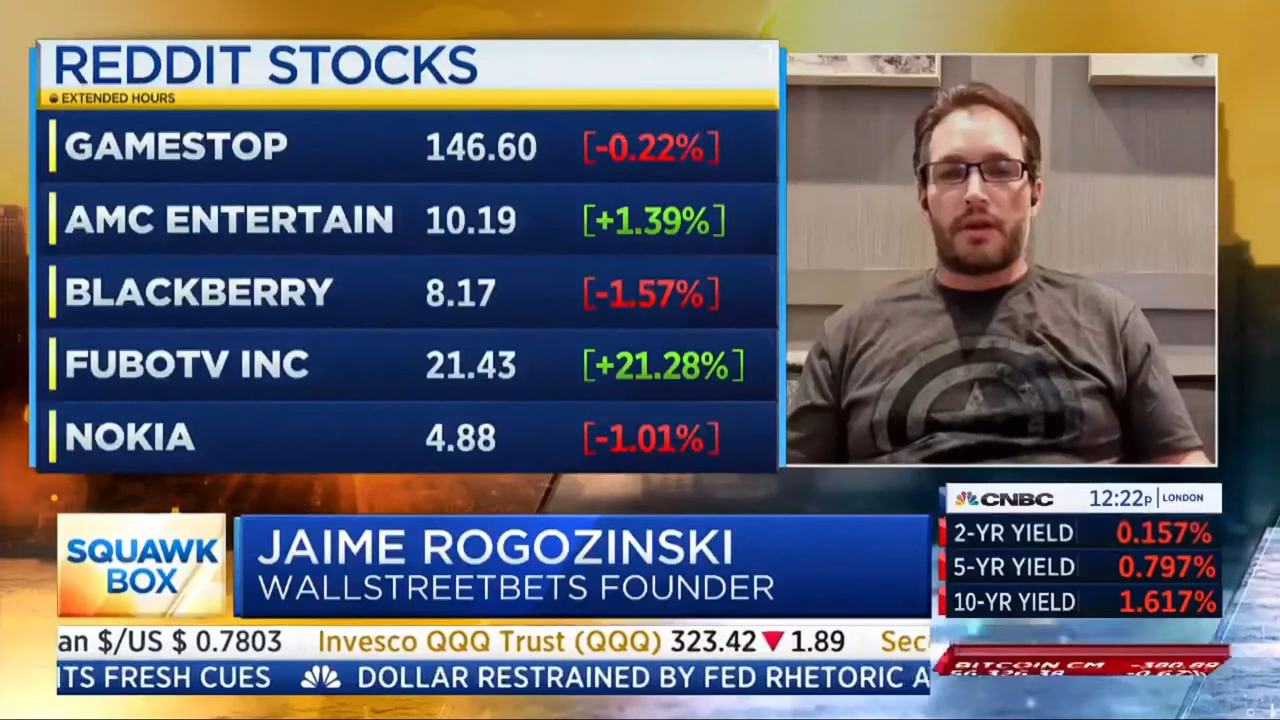 REDDIT STOCKS
EXTENDED HOURS
GAMESTOP 146.60 [-0.22%]
AMC ENTERTAIN 10.19 [+1.39%]
BLACKBERRY 8.17 [-1.57%]
FUBOTV INC 21.43 [+21.28%]
NOKIA 4.88 [-1.01%]
SQUAWK BOX
JAIME ROGOZINSKI
WALLSTREETBETS FOUNDER
CNBC 12:22P LONDON
2-YR YIELD 0.157%
5-YR YIELD 0.797%
10-YR YIELD 1.617%
an $/US $ 0.7803 Invesco QQQ Trust (QQQ) 323.42 ▼ 1.89 Sec
ITS FRESH CUES DOLLAR RESTRAINED BY FED RHETORIC A
BITCOIN CM